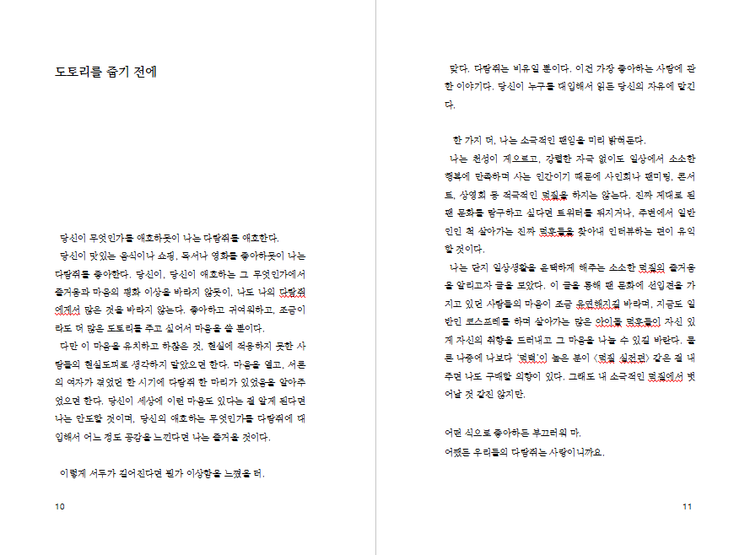 도토리를 줍기 전에
당신이 무엇인가를 애호하듯이 나는 다람쥐를 애호한다.
당신이 맛있는 음식이나 쇼핑, 독서나 영화를 좋아하듯이 나는
다람쥐를 좋아한다. 당신이, 당신이 애호하는 그 무엇인가에서
즐거움과 마음의 평화 이상을 바라지 않듯이, 나도 나의 다람쥐
에게서 많은 것을 바라지 않는다. 좋아하고 귀여워하고, 조금이
라도 더 많은 도토리를 주고 싶어서 마음을 쓸 뿐이다.
다만 이 마음을 유치하고 하찮은 것, 현실에 적응하지 못한 사
람들의 현실도피로 생각하지 말았으면 한다. 마음을 열고, 서른
의 여자가 겪었던 한 시기에 다람쥐 한 마리가 있었음을 알아주
었으면 한다. 당신이 세상에 이런 마음도 있다는 걸 알게 된다면
나는 안도할 것이며, 당신의 애호하는 무엇인가를 다람쥐에 대
입해서 어느 정도 공감을 느낀다면 나는 즐거울 것이다.
이렇게 서두가 길어진다면 뭔가 이상함을 느꼈을 터.
10
맞다. 다람쥐는 비유일 뿐이다. 이건 가장 좋아하는 사람에 관
한 이야기다. 당신이 누구를 대입해서 읽든 당신의 자유에 맡긴
다.
한 가지 더, 나는 소극적인 팬임을 미리 밝혀둔다.
나는 천성이 게으르고, 강렬한 자극 없이도 일상에서 소소한
행복에 만족하며 사는 인간이기 때문에 사인회나 팬미팅, 콘서
트, 상영회 등 적극적인 덕질을 하지는 않는다. 진짜 제대로 된
팬 문화를 탐구하고 싶다면 트위터를 뒤지거나, 주변에서 일반
인인 척 살아가는 진짜 덕후들을 찾아내 인터뷰하는 편이 유익
할 것이다.
나는 단지 일상생활을 윤택하게 해주는 소소한 덕질의 즐거움
을 알리고자 글을 모았다. 이 글을 통해 팬 문화에 선입견을 가
지고 있던 사람들의 마음이 조금 유연해지길 바라며, 지금도 일
반인 코스프레를 하며 살아가는 많은 아이돌 덕후들이 자신 있
게 자신의 취향을 드러내고 그 마음을 나눌 수 있길 바란다. 물
론 나중에 나보다 '덕력'이 높은 분이 〈덕질 실전편〉 같은 걸 내
주면 나도 구매할 의향이 있다. 그래도 내 소극적인 덕질에서 벗
어날 것 같진 않지만.
어떤 식으로 좋아하든 부끄러워 마.
어쨌든 우리들의 다람쥐는 사랑이니까요.
11